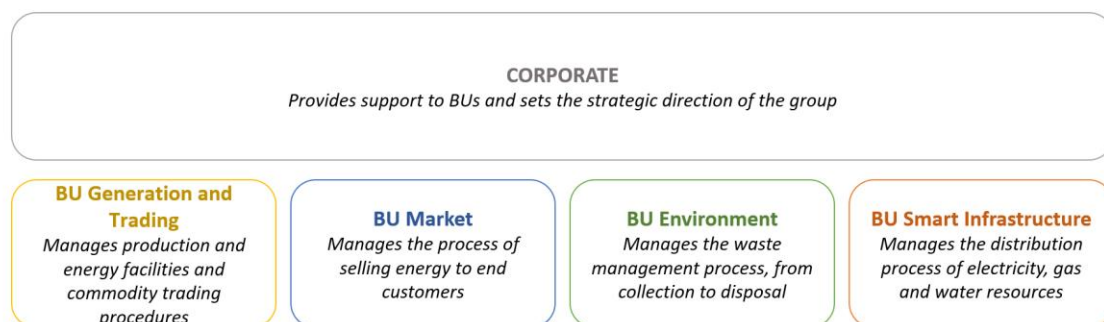 CORPORATE
Provides support to BUs and sets the strategic direction of the group
BU Generation and
Trading
Manages production and
energy facilities and
commodity trading
procedures
BU Market
Manages the process of
selling energy to end
customers
BU Environment
Manages the waste
management process, from
collection to disposal
BU Smart Infrastructure
Manages the distribution
process of electricity, gas
and water resources